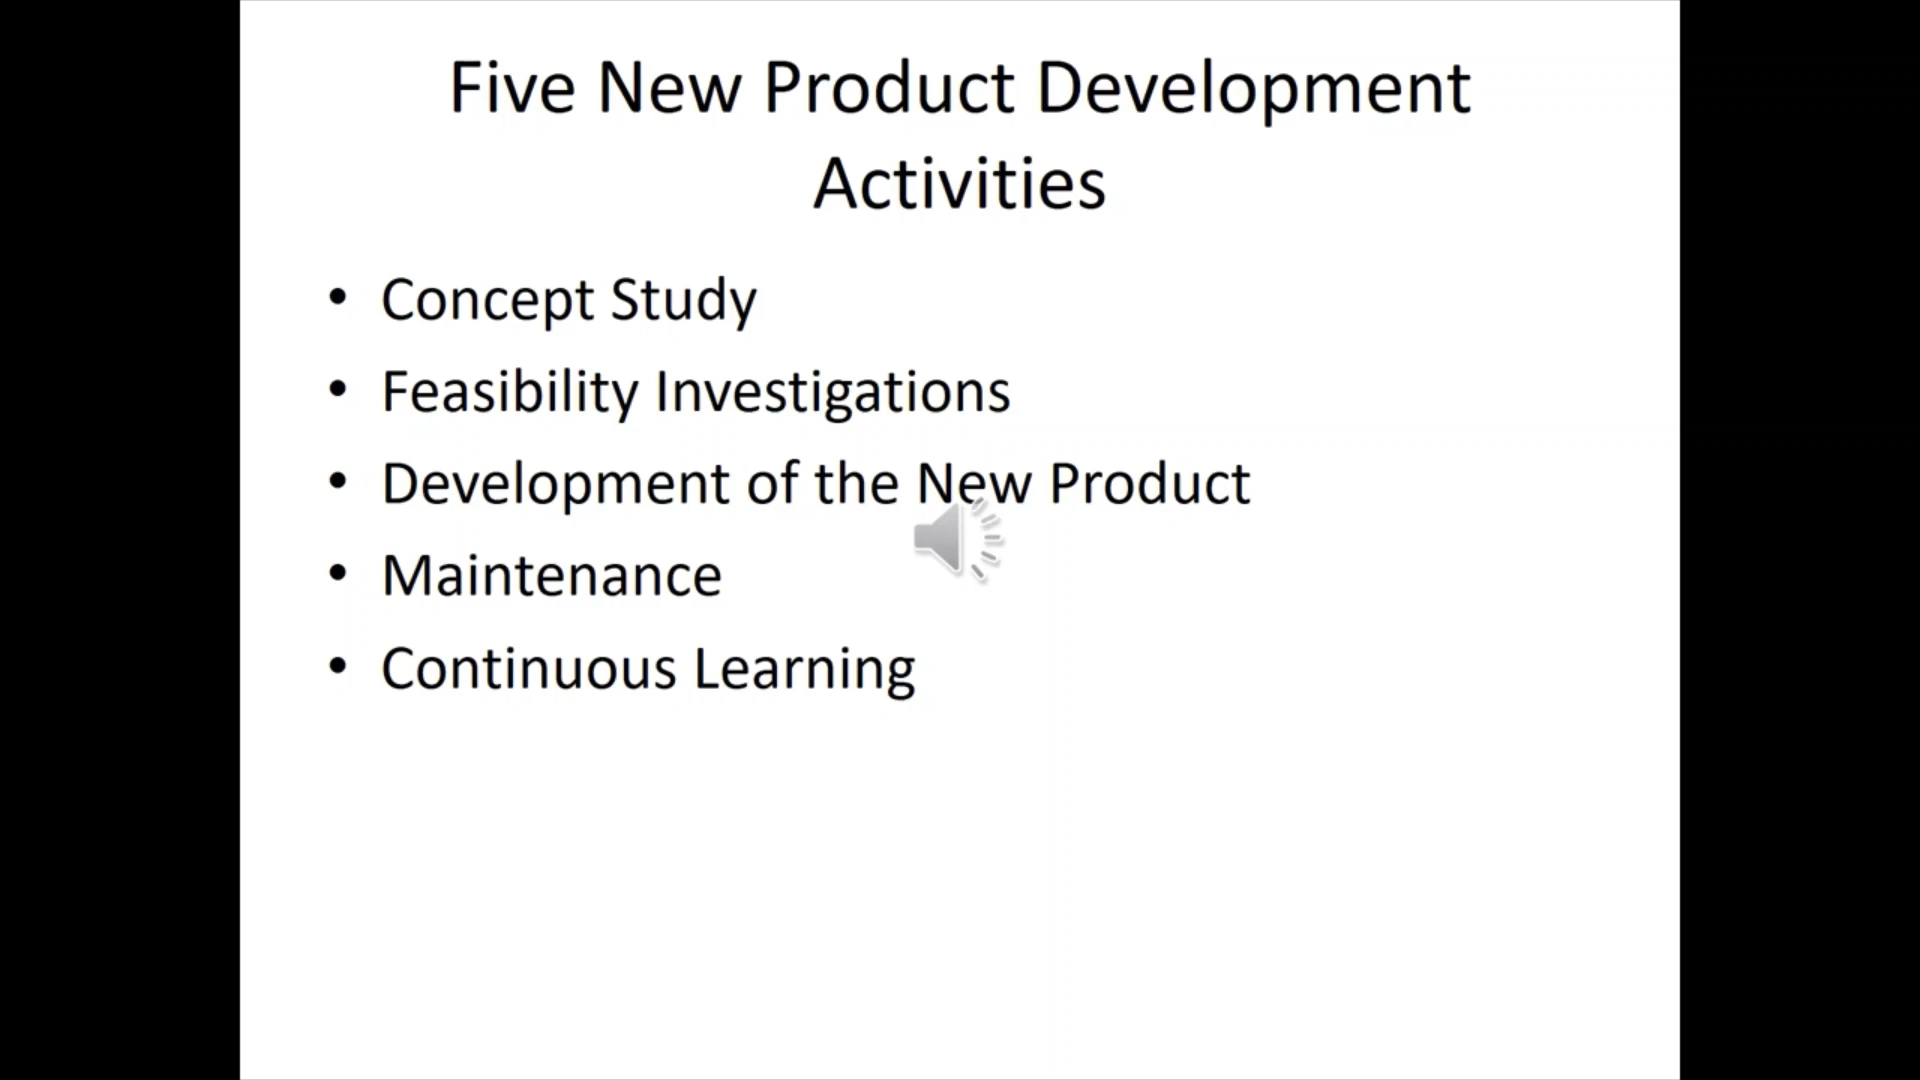 Five New Product Development
Activities
• Concept Study
• Feasibility Investigations
• Development of the New Product
• Maintenance
• Continuous Learning